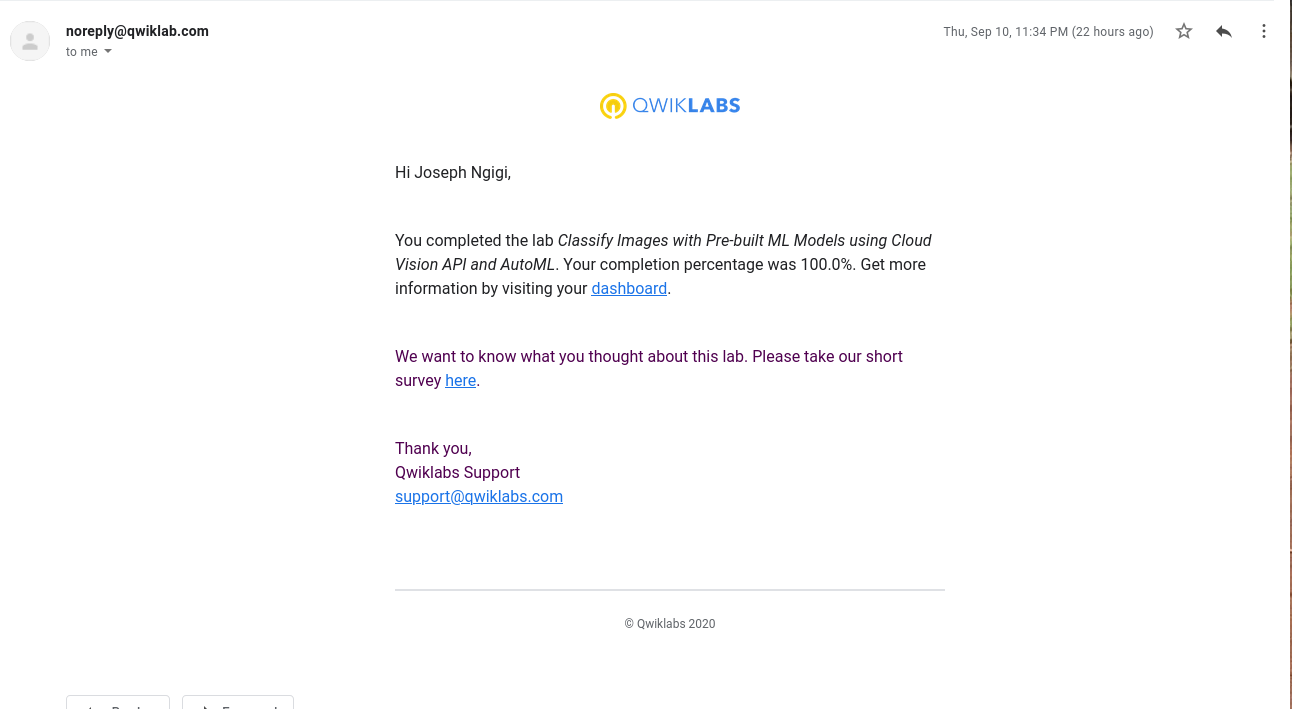 noreply@qwiklab.com
Thu, Sep 10, 11:34 PM (22 hours ago)
to me
QWIKLABS
Hi Joseph Ngigi,
You completed the lab Classify Images with Pre-built ML Models using Cloud
Vision API and AutoML. Your completion percentage was 100.0%. Get more
information by visiting your dashboard.
We want to know what you thought about this lab. Please take our short
survey here.
Thank you,
Qwiklabs Support
support@qwiklabs.com
© Qwiklabs 2020